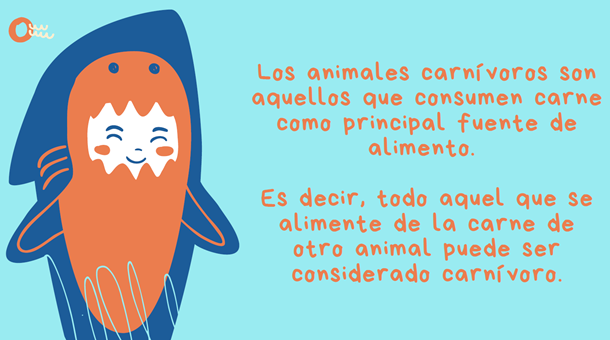 Los animales carnívoros son
aquellos que consumen carne
como principal fuente de
alimento.
Es decir, todo aquel que se
alimente de la carne de
otro animal puede ser
considerado carnívoro.